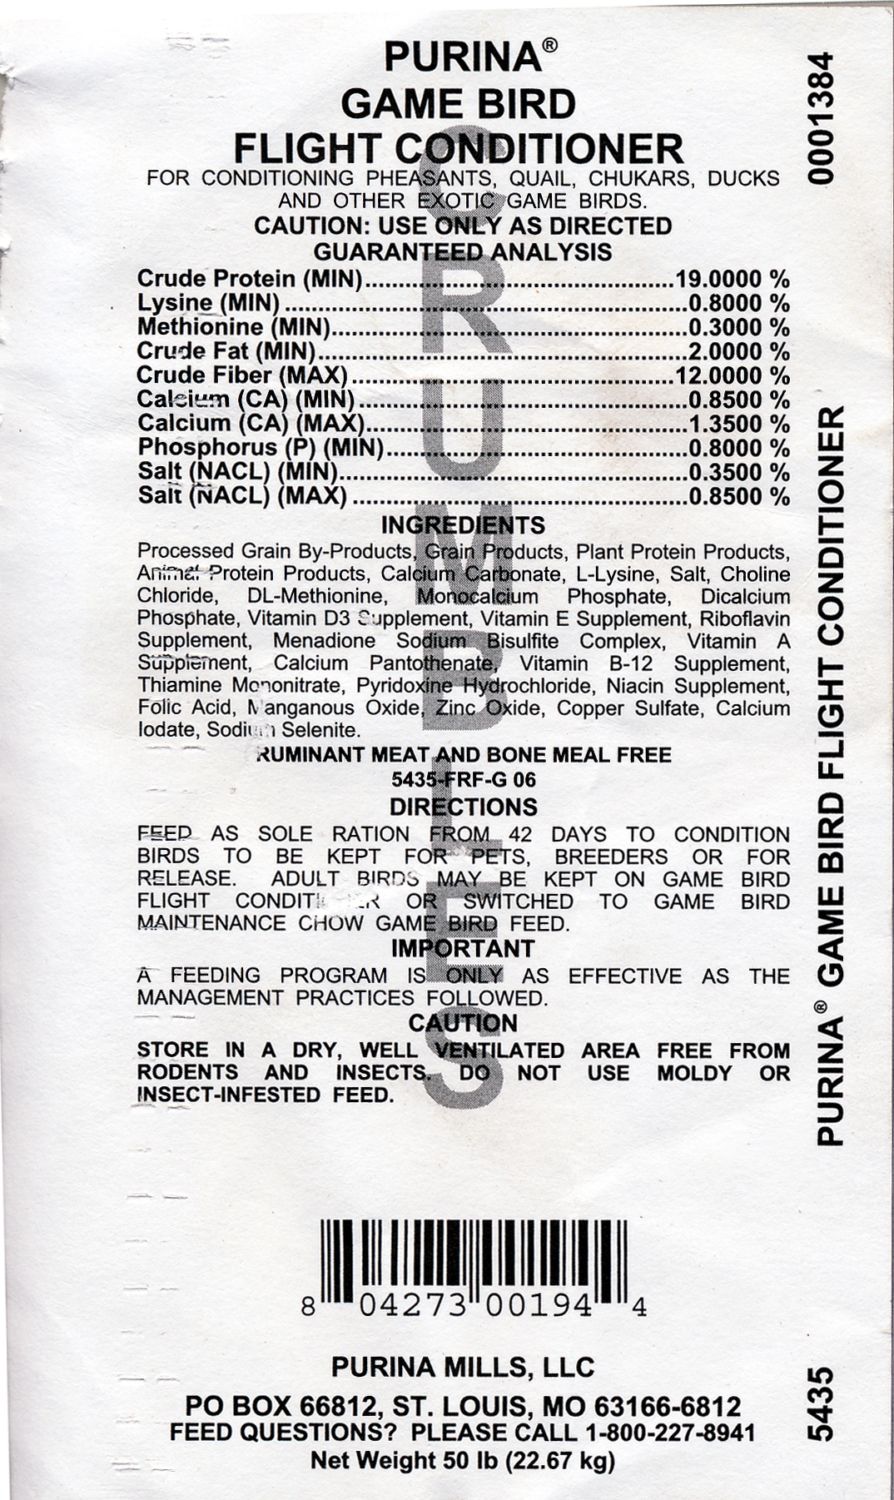 PURINA®
GAME BIRD
FLIGHT CONDITIONER
FOR CONDITIONING PHEASANTS, QUAIL, CHUKARS, DUCKS
AND OTHER EXOTIC GAME BIRDS.
CAUTION: USE ONLY AS DIRECTED
GUARANTEED ANALYSIS
Crude Protein (MIN)..........................................19.0000 %
Lysine (MIN) ......................................................0.8000 %
Methionine (MIN)................................................0.3000 %
Crude Fat (MIN)..................................................2.0000 %
Crude Fiber (MAX) ...........................................12.0000 %
Calcium (CA) (MIN) ............................................0.8500 %
Calcium (CA) (MAX)...........................................1.3500 %
Phosphorus (P) (MIN)........................................0.8000 %
Salt (NACL) (MIN)..............................................0.3500 %
Salt (NACL) (MAX) ............................................0.8500 %
INGREDIENTS
Processed Grain By-Products, Grain Products, Plant Protein Products,
Animal Protein Products, Calcium Carbonate, L-Lysine, Salt, Choline
Chloride, DL-Methionine, Monocalcium Phosphate, Dicalcium
Phosphate, Vitamin D3 Supplement, Vitamin E Supplement, Riboflavin
Supplement, Menadione Sodium Bisulfite Complex, Vitamin A
Supplement, Calcium Pantothenate, Vitamin B-12 Supplement,
Thiamine Mononitrate, Pyridoxine Hydrochloride, Niacin Supplement,
Folic Acid, Manganous Oxide, Zinc Oxide, Copper Sulfate, Calcium
Iodate, Sodium Selenite.
RUMINANT MEAT AND BONE MEAL FREE
5435-FRF-G 06
DIRECTIONS
FEED AS SOLE RATION FROM 42 DAYS TO CONDITION
BIRDS TO BE KEPT FOR PETS, BREEDERS OR FOR
RELEASE. ADULT BIRDS MAY BE KEPT ON GAME BIRD
FLIGHT CONDITIONER OR SWITCHED TO GAME BIRD
MAINTENANCE CHOW GAME BIRD FEED.
IMPORTANT
A FEEDING PROGRAM IS ONLY AS EFFECTIVE AS THE
MANAGEMENT PRACTICES FOLLOWED.
CAUTION
STORE IN A DRY, WELL VENTILATED AREA FREE FROM
RODENTS AND INSECTS. DO NOT USE MOLDY OR
INSECT-INFESTED FEED.
8 04273 00194 4
PURINA MILLS, LLC
PO BOX 66812, ST. LOUIS, MO 63166-6812
FEED QUESTIONS? PLEASE CALL 1-800-227-8941
Net Weight 50 lb (22.67 kg)
CRUMBLES
0001384
PURINA® GAME BIRD FLIGHT CONDITIONER
5435